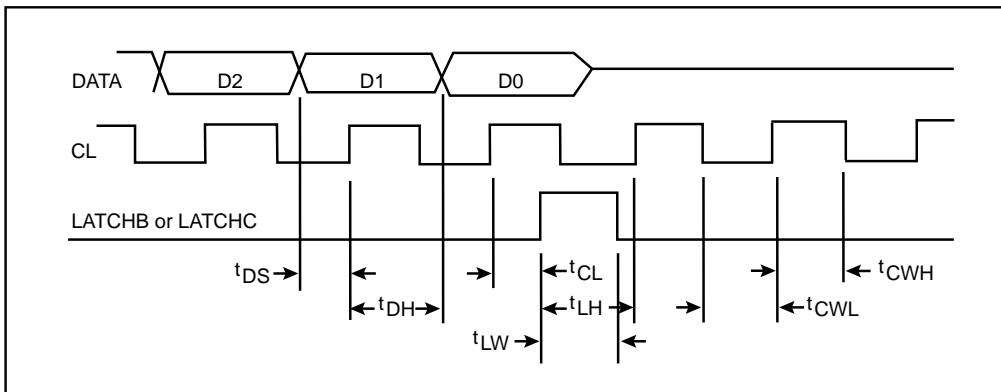 DATA D2 D1 D0
CL
LATCHB or LATCHC
tDS tCL tCWH
tDH tLH tCWL
tLW